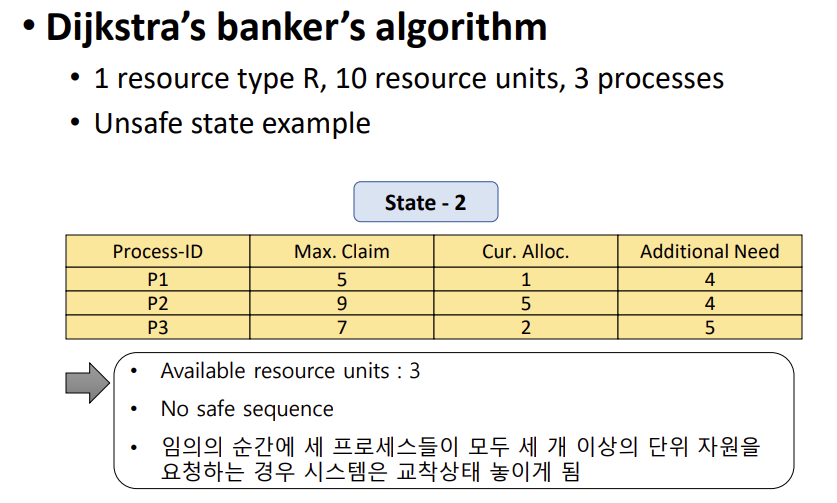 • Dijkstra’s banker’s algorithm
• 1 resource type R, 10 resource units, 3 processes
• Unsafe state example
State - 2
Process-ID Max. Claim Cur. Alloc. Additional Need
P1 5 1 4
P2 9 5 4
P3 7 2 5
• Available resource units : 3
• No safe sequence
• 임의의 순간에 세 프로세스들이 모두 세 개 이상의 단위 자원을
요청하는 경우 시스템은 교착상태 놓이게 됨